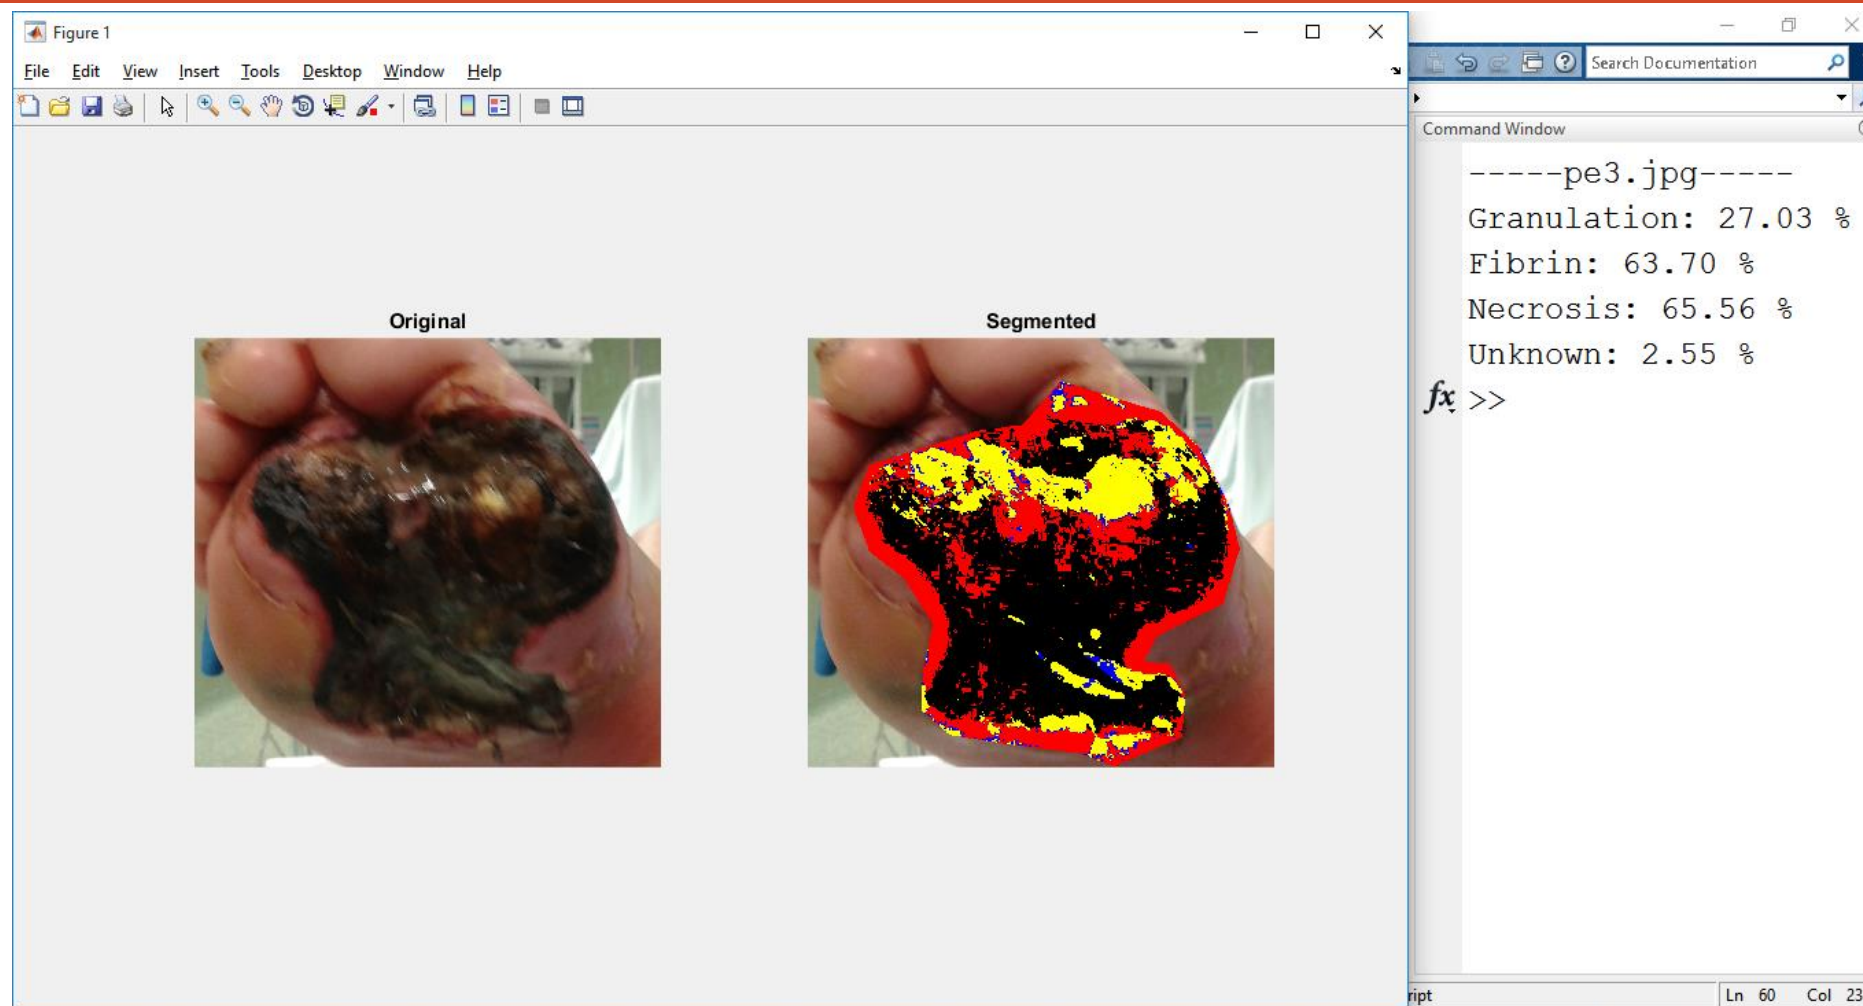 Figure 1
File Edit View Insert Tools Desktop Window Help
Search Documentation
Command Window
Original
Segmented
-----pe3.jpg-----
Granulation: 27.03 %
Fibrin: 63.70 %
Necrosis: 65.56 %
Unknown: 2.55 %
fx >>
ript
Ln 60 Col 23